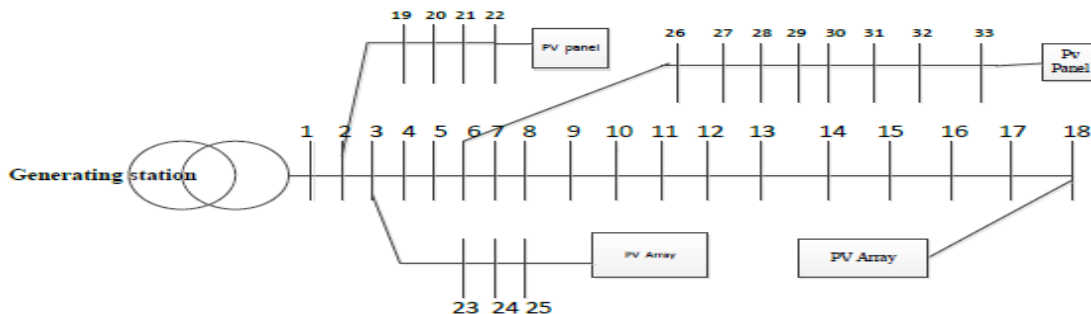 19 20 21 22
PV panel
26 27 28 29 30 31 32 33
Pv
Panel
1 2 3 4 5 6 7 8 9 10 11 12 13 14 15 16 17 18
Generating station
PV Array
PV Array
23 24 25